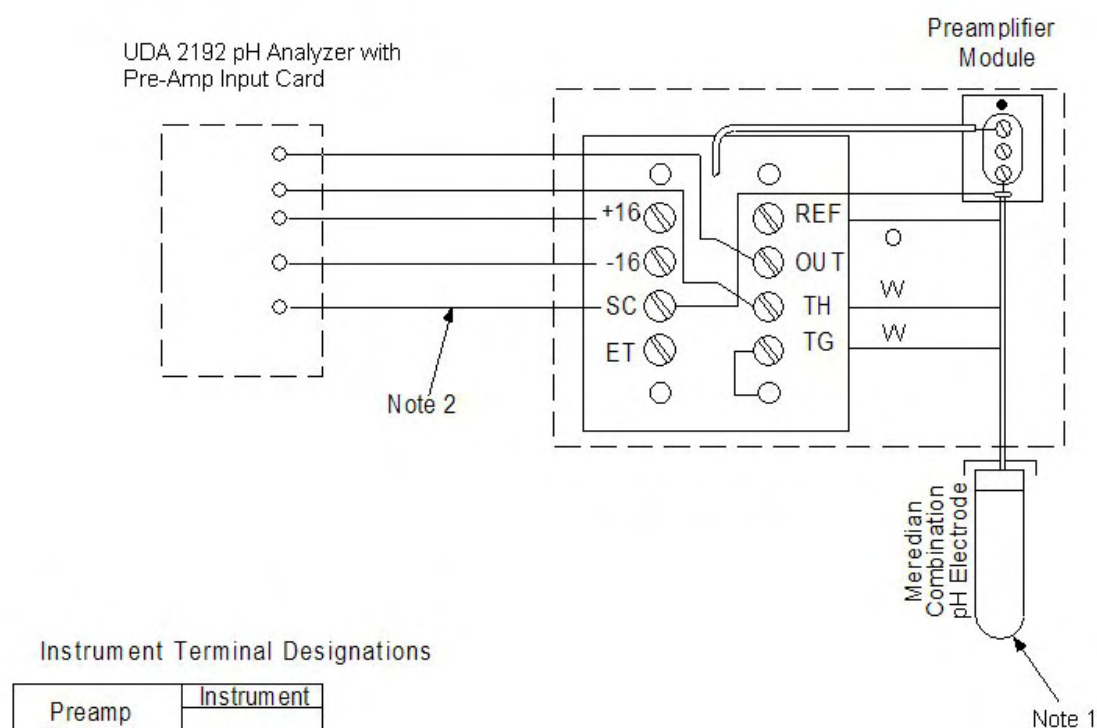 UDA 2192 pH Analyzer with
Pre-Amp Input Card
Preamplifier
Module
+16
-16
SC
ET
REF
OUT
TH
TG
O
W
W
Note 2
Meredian
Combination
pH Electrode
Note 1
Instrument Terminal Designations
Preamp
Instrument